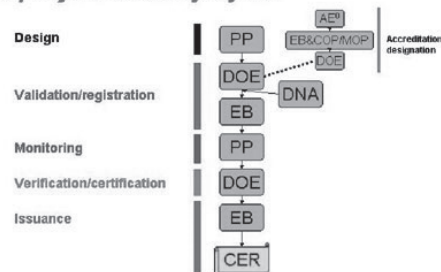 Design
PP
AE
EB&COP/MOP
DOE
Accreditation
designation
Validation/registration
DOE
DNA
EB
Monitoring
PP
Verification/certification
DOE
Issuance
EB
CER